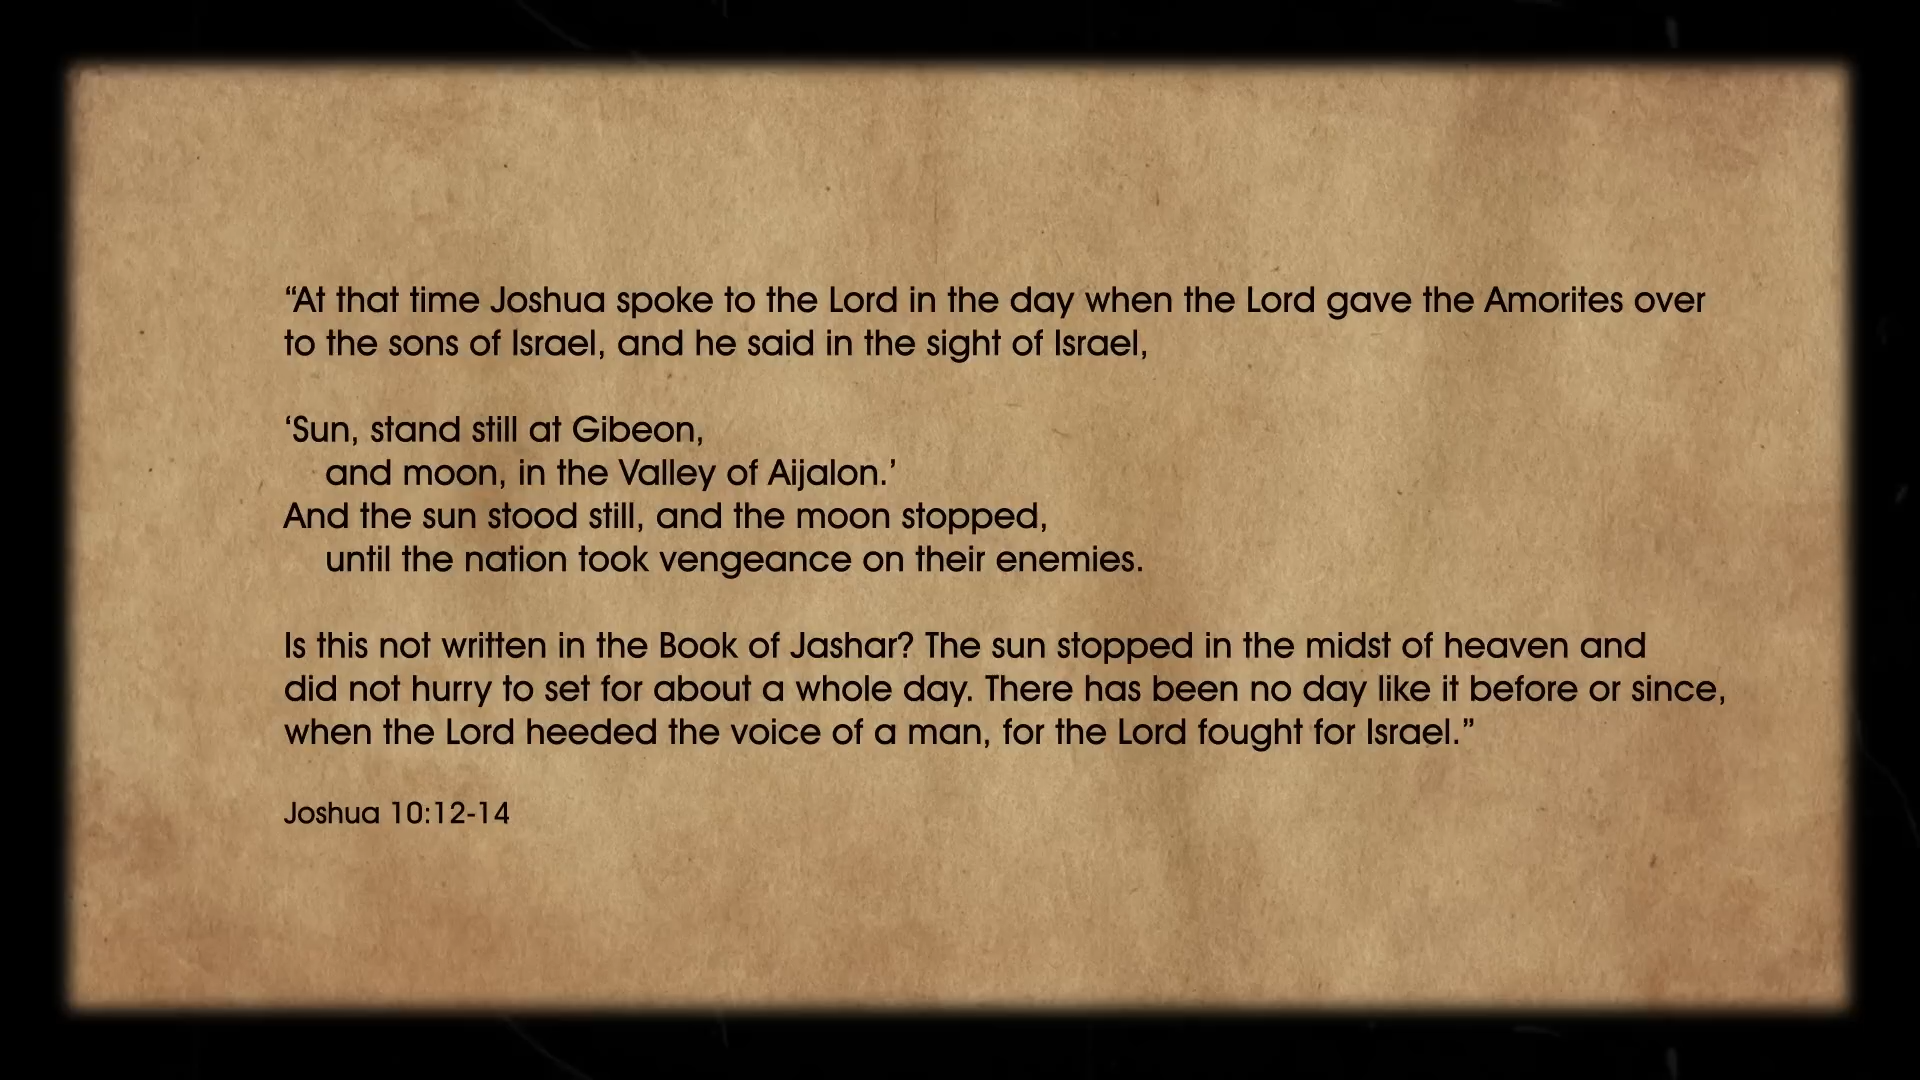 “At that time Joshua spoke to the Lord in the day when the Lord gave the Amorites over
to the sons of Israel, and he said in the sight of Israel,
‘Sun, stand still at Gibeon,
and moon, in the Valley of Aijalon.’
And the sun stood still, and the moon stopped,
until the nation took vengeance on their enemies.
Is this not written in the Book of Jashar? The sun stopped in the midst of heaven and
did not hurry to set for about a whole day. There has been no day like it before or since,
when the Lord heeded the voice of a man, for the Lord fought for Israel.”
Joshua 10:12-14